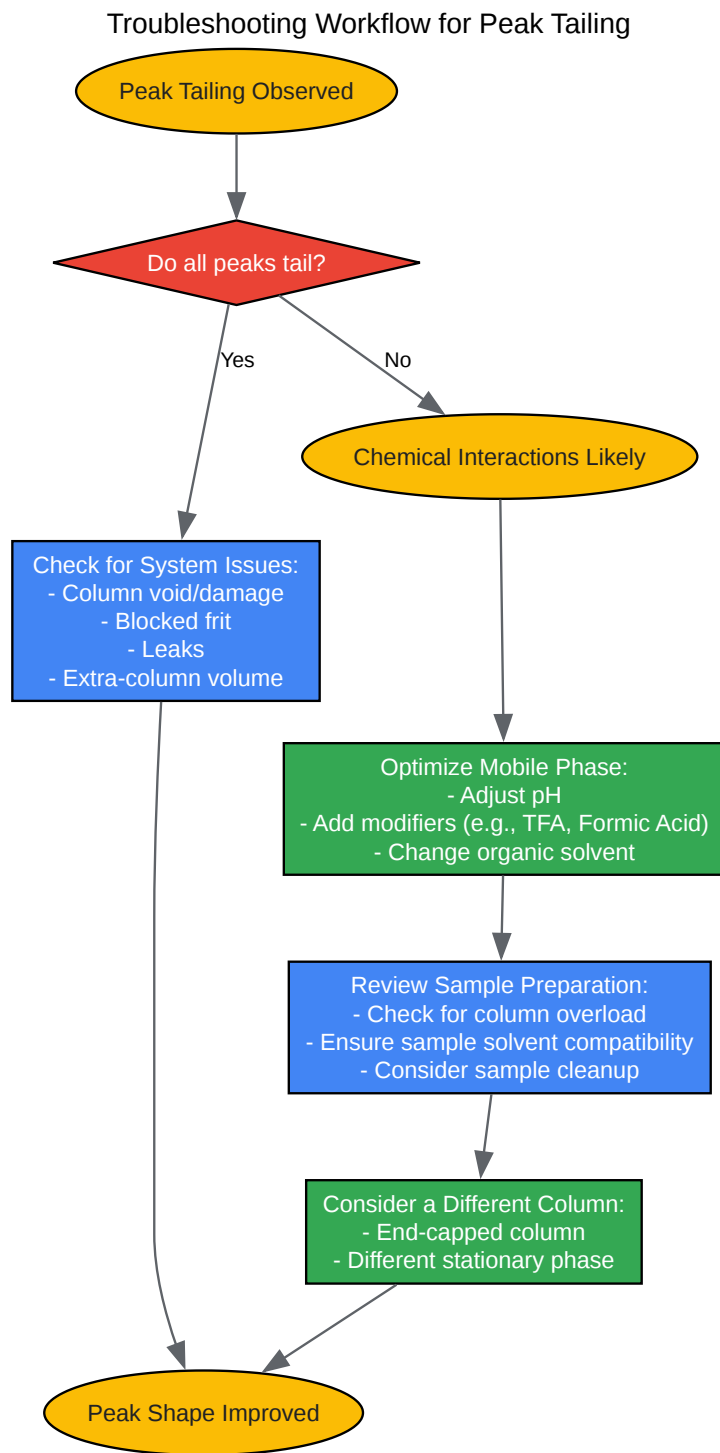 Troubleshooting Workflow for Peak Tailing
Peak Tailing Observed
Do all peaks tail?
Yes
No
Chemical Interactions Likely
Check for System Issues:
- Column void/damage
- Blocked frit
- Leaks
- Extra-column volume
Optimize Mobile Phase:
- Adjust pH
- Add modifiers (e.g., TFA, Formic Acid)
- Change organic solvent
Review Sample Preparation:
- Check for column overload
- Ensure sample solvent compatibility
- Consider sample cleanup
Consider a Different Column:
- End-capped column
- Different stationary phase
Peak Shape Improved